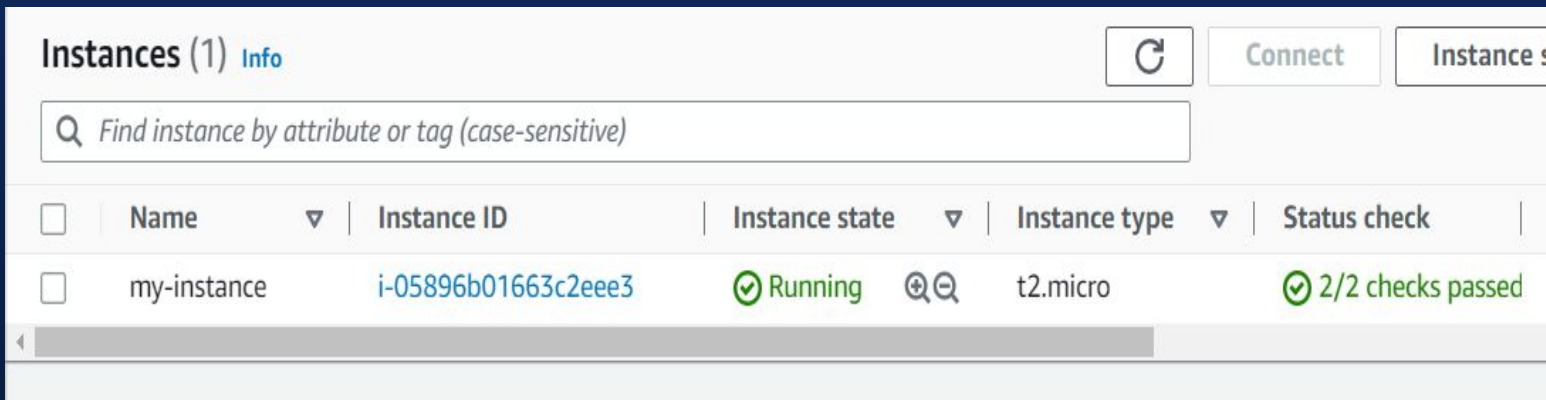 Instances (1) Info
Connect
Instance s
Find instance by attribute or tag (case-sensitive)
Name Instance ID Instance state Instance type Status check
my-instance i-05896b01663c2eee3 Running t2.micro 2/2 checks passed